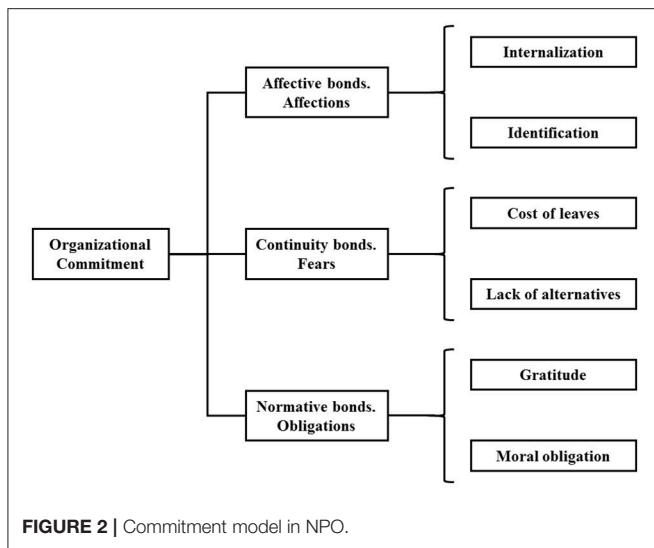 Internalization
Affective bonds.
Affections
Identification
Cost of leaves
Organizational
Commitment
Continuity bonds.
Fears
Lack of alternatives
Gratitude
Normative bonds.
Obligations
Moral obligation
FIGURE 2 | Commitment model in NPO.